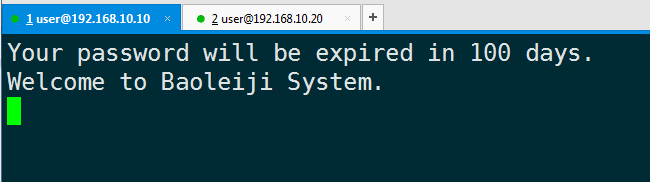 1 user@192.168.10.10 × 2 user@192.168.10.20 × +
Your password will be expired in 100 days.
Welcome to Baoleiji System.